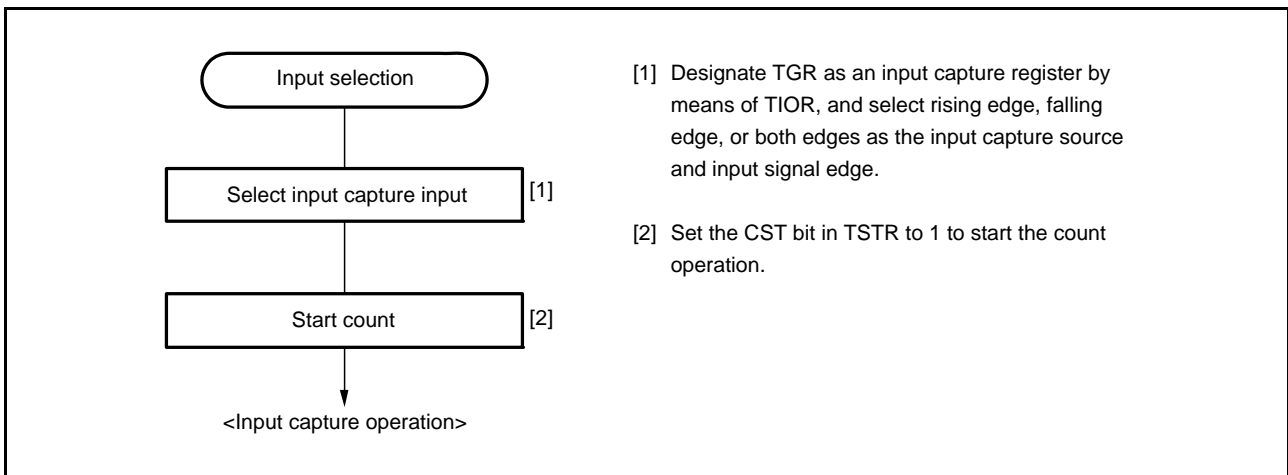 Input selection
Select input capture input [1]
Start count [2]
<Input capture operation>
[1] Designate TGR as an input capture register by
means of TIOR, and select rising edge, falling
edge, or both edges as the input capture source
and input signal edge.
[2] Set the CST bit in TSTR to 1 to start the count
operation.